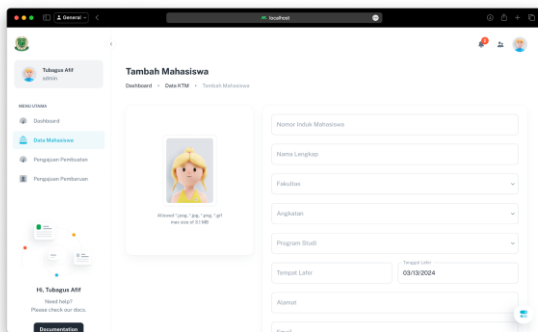 General
localhost
2
Tubagus Afif
admin
MENU UTAMA
Dashboard
Data Mahasiswa
Pengajuan Pembuatan
Pengajuan Pembaruan
Hi, Tubagus Afif
Need help?
Please check our docs.
Documentation
Tambah Mahasiswa
Dashboard • Data KTM • Tambah Mahasiswa
Allowed *.jpeg, *.jpg, *.png, *.gif
max size of 3.1 MB
Nomor Induk Mahasiswa
Nama Lengkap
Fakultas
Angkatan
Program Studi
Tempat Lahir
Tanggal Lahir
03/13/2024
Alamat
Email